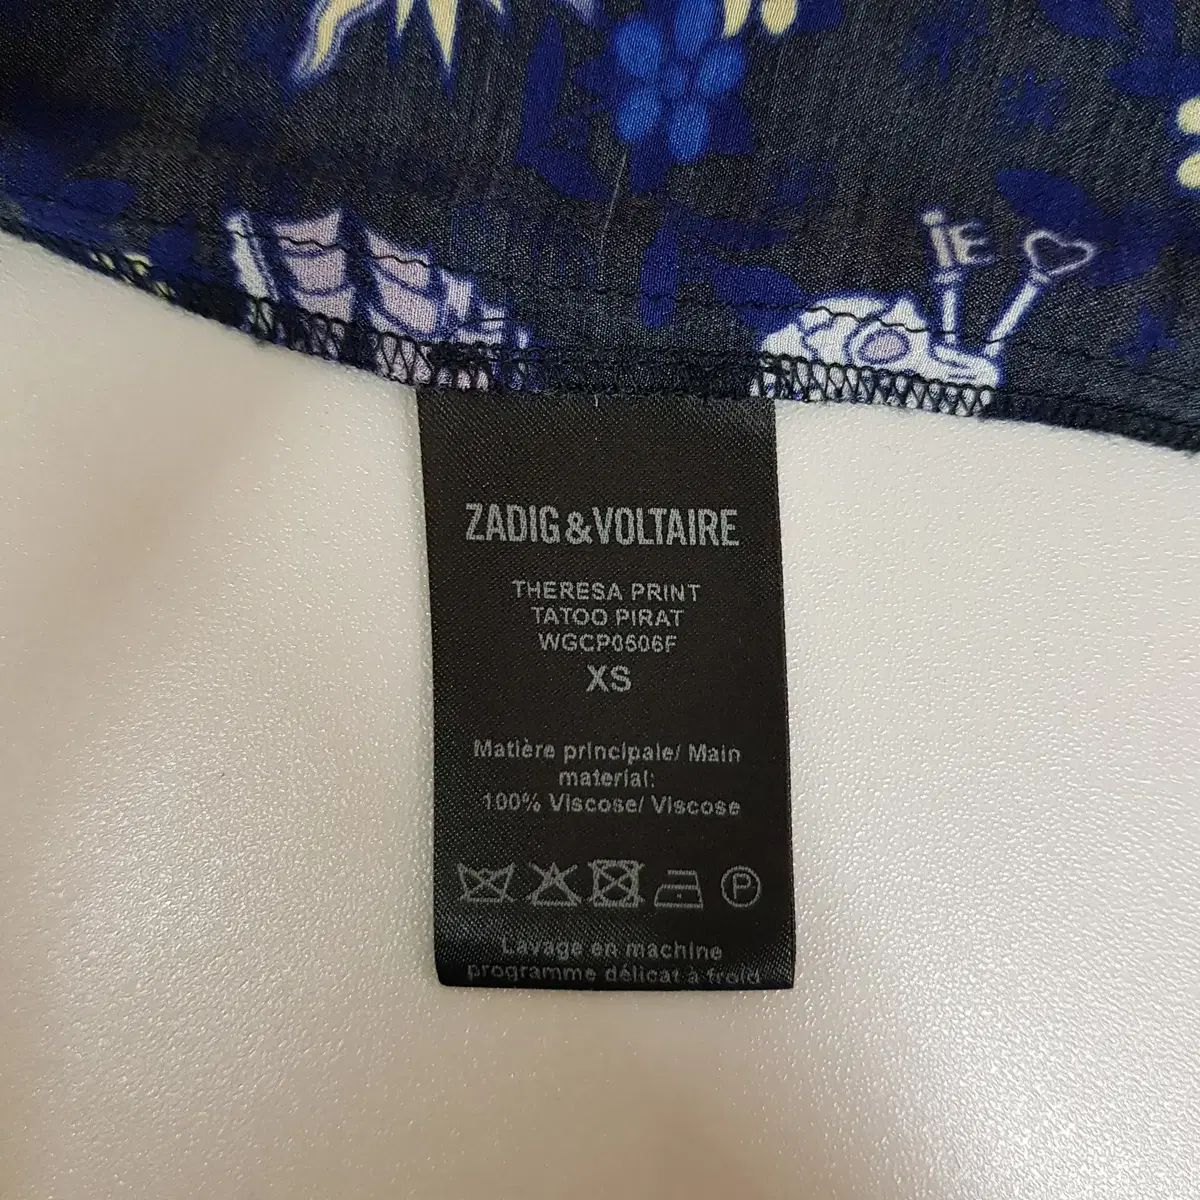 IE
ZADIG&VOLTAIRE
THERESA PRINT
TATOO PIRAT
WGCP0506F
XS
Matière principale/ Main
material:
100% Viscose/ Viscose
P
Lavage en machine
programme délicat à froid